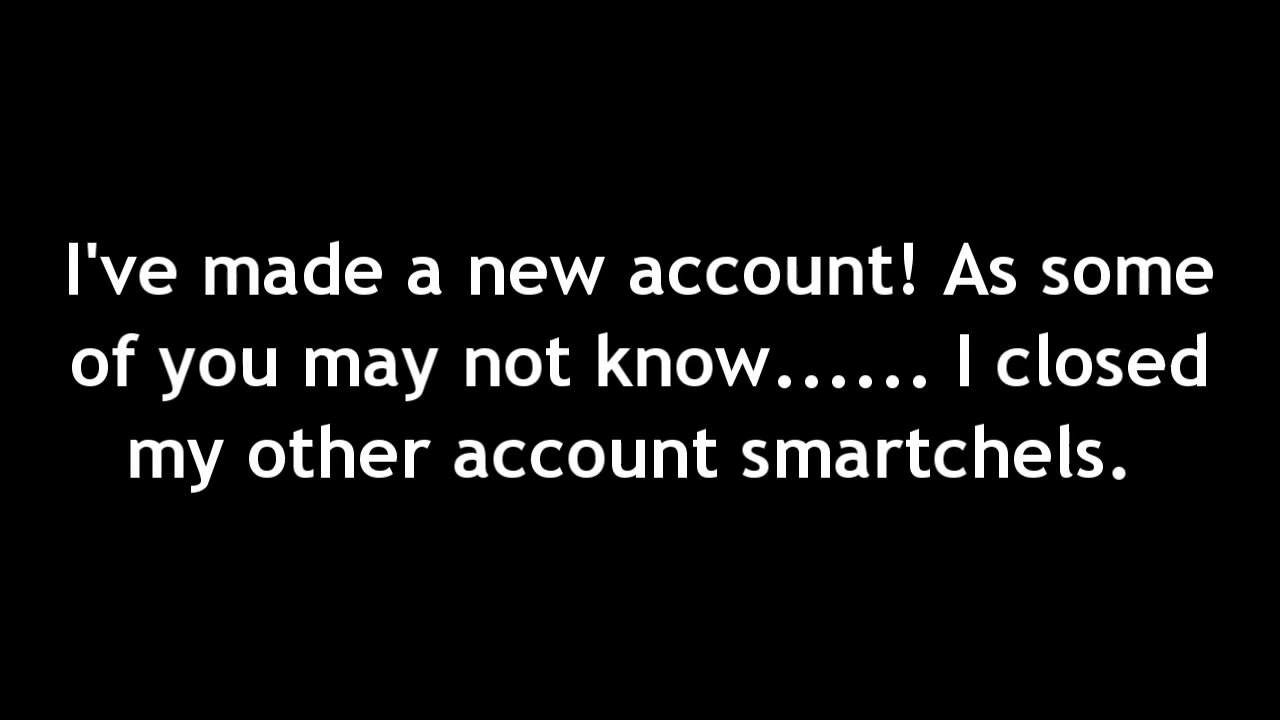 I've made a new account! As some
of you may not know...... I closed
my other account smartchels.